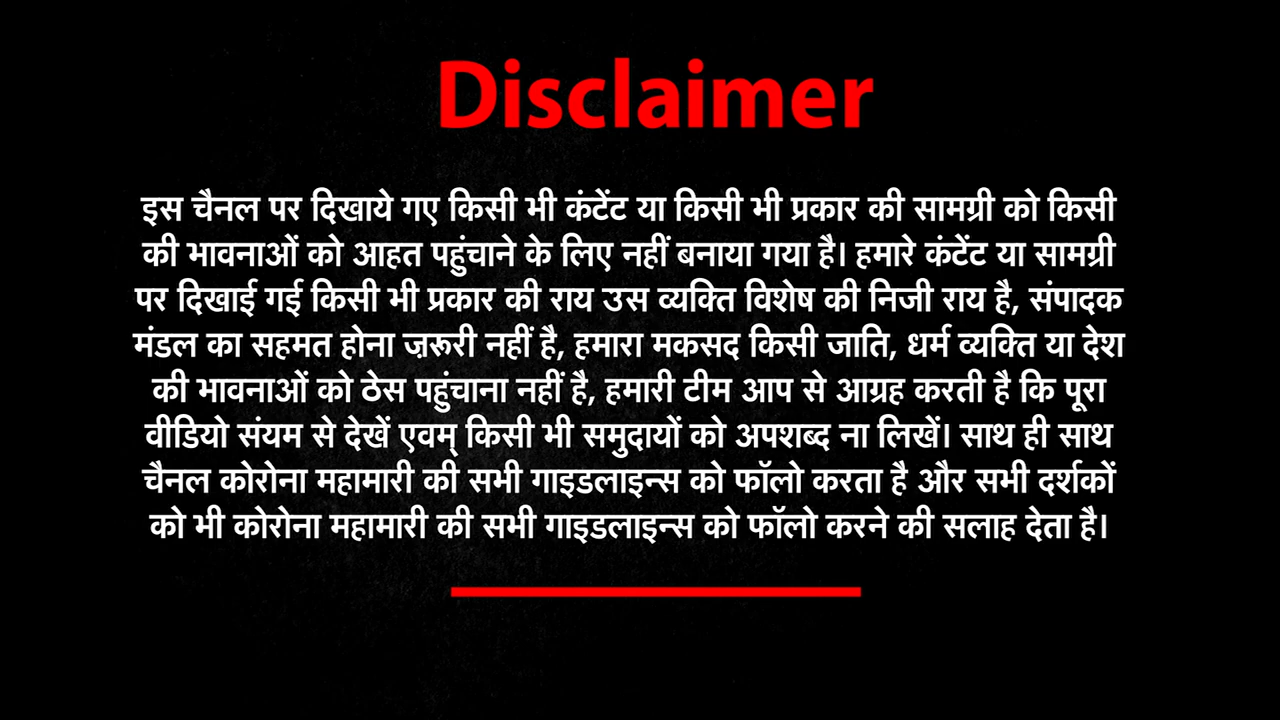 Disclaimer
इस चैनल पर दिखाये गए किसी भी कंटेंट या किसी भी प्रकार की सामग्री को किसी
की भावनाओं को आहत पहुंचाने के लिए नहीं बनाया गया है। हमारे कंटेंट या सामग्री
पर दिखाई गई किसी भी प्रकार की राय उस व्यक्ति विशेष की निजी राय है, संपादक
मंडल का सहमत होना ज़रूरी नहीं है, हमारा मकसद किसी जाति, धर्म व्यक्ति या देश
की भावनाओं को ठेस पहुंचाना नहीं है, हमारी टीम आप से आग्रह करती है कि पूरा
वीडियो संयम से देखें एवम् किसी भी समुदायों को अपशब्द ना लिखें। साथ ही साथ
चैनल कोरोना महामारी की सभी गाइडलाइन्स को फॉलो करता है और सभी दर्शकों
को भी कोरोना महामारी की सभी गाइडलाइन्स को फॉलो करने की सलाह देता है।